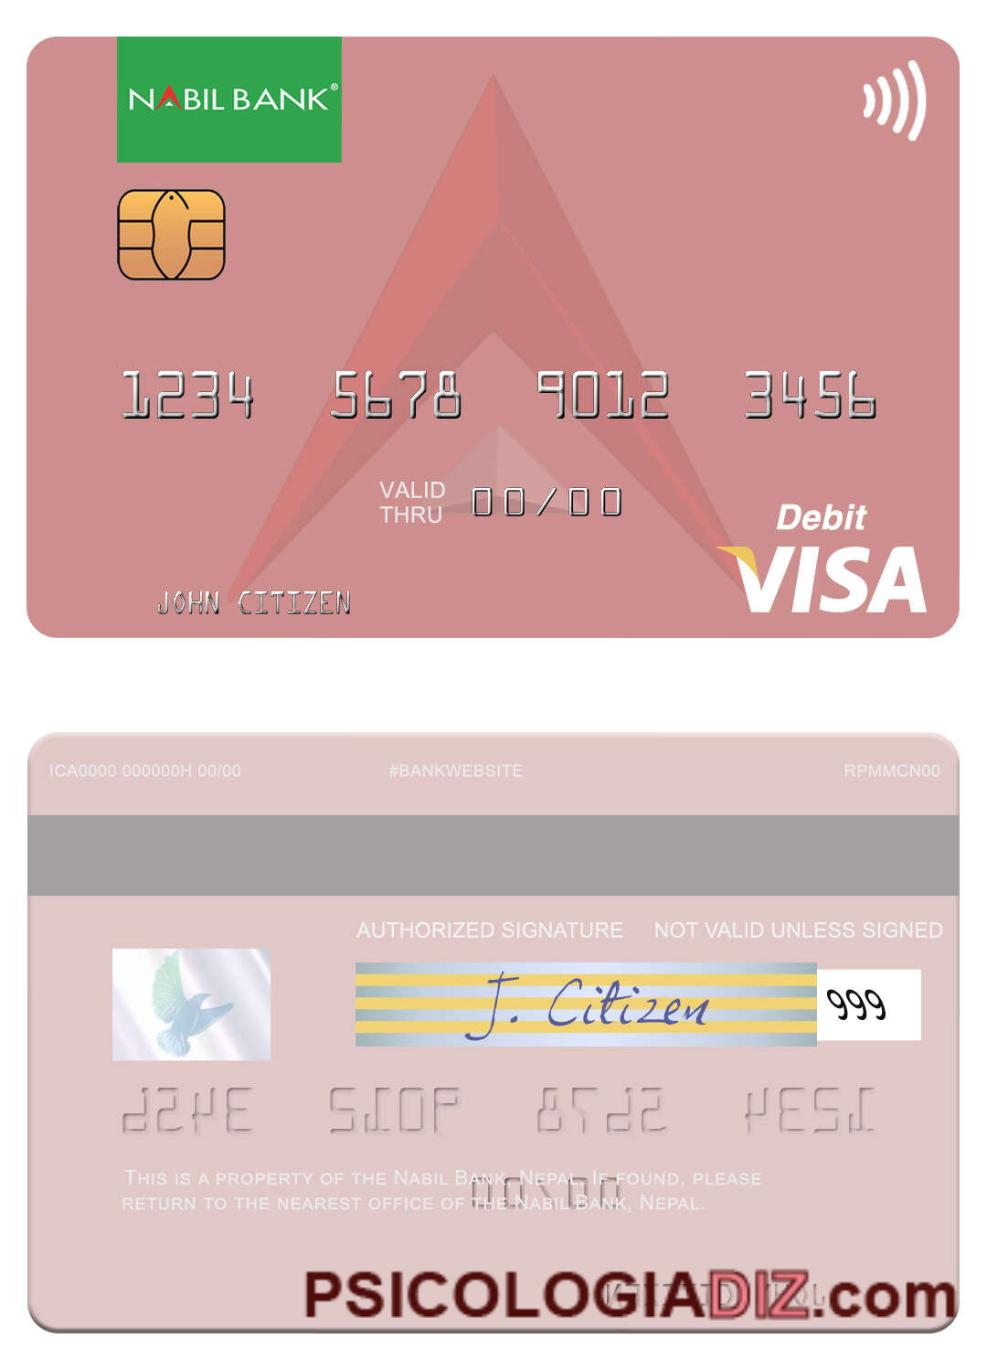 NABIL BANK®
1234 5678 9012 3456
VALID
THRU 00/00
Debit
VISA
JOHN CITIZEN
ICA0000 000000H 00/00 #BANKWEBSITE RPMMCN00
AUTHORIZED SIGNATURE NOT VALID UNLESS SIGNED
J. Citizen 999
THIS IS A PROPERTY OF THE NABIL BANK, NEPAL. IF FOUND, PLEASE
RETURN TO THE NEAREST OFFICE OF THE NABIL BANK, NEPAL.
PSICOLOGIADIZ.com